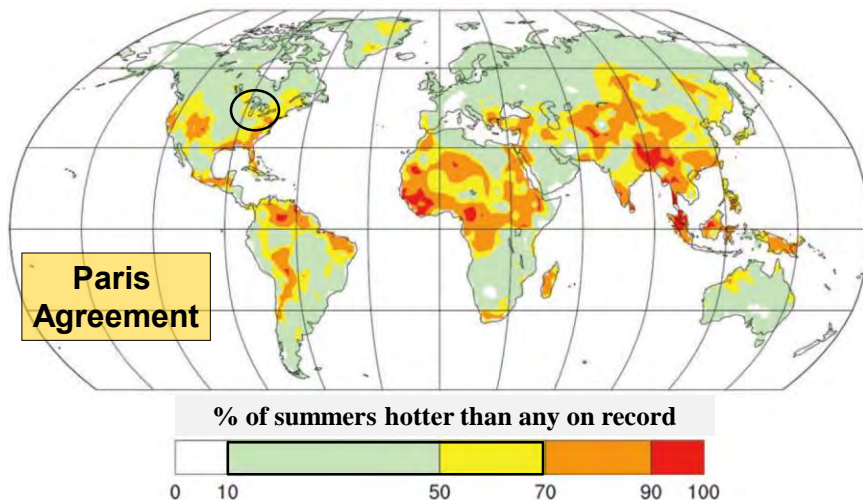 Paris
Agreement
% of summers hotter than any on record
0 10 50 70 90 100